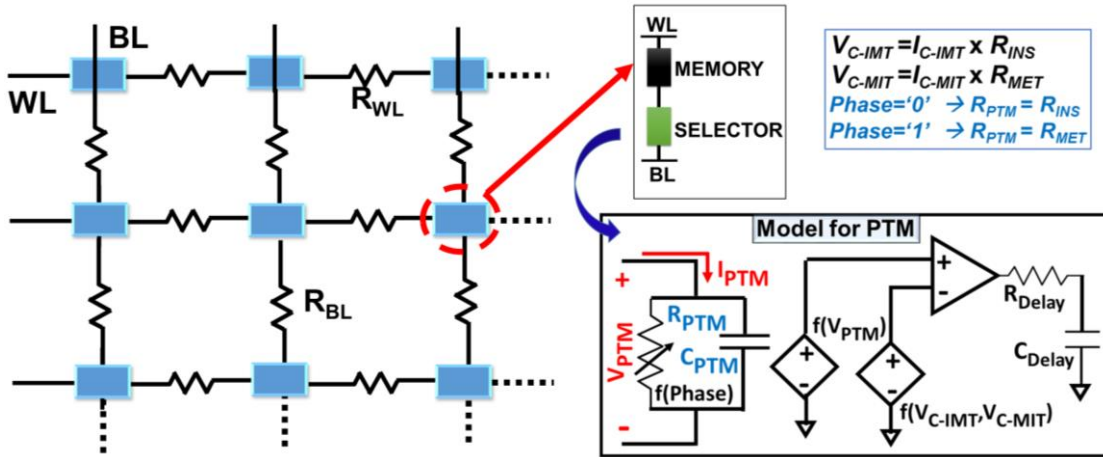 BL
WL
R_WL
R_BL
WL
MEMORY
SELECTOR
BL
V_C-IMT =I_C-IMT x R_INS
V_C-MIT =I_C-MIT x R_MET
Phase='0' → R_PTM = R_INS
Phase='1' → R_PTM = R_MET
Model for PTM
+
I_PTM
R_PTM
V_PTM
C_PTM
f(Phase)
-
f(V_PTM)
+
-
+
-
f(V_C-IMT,V_C-MIT)
+
-
R_Delay
C_Delay